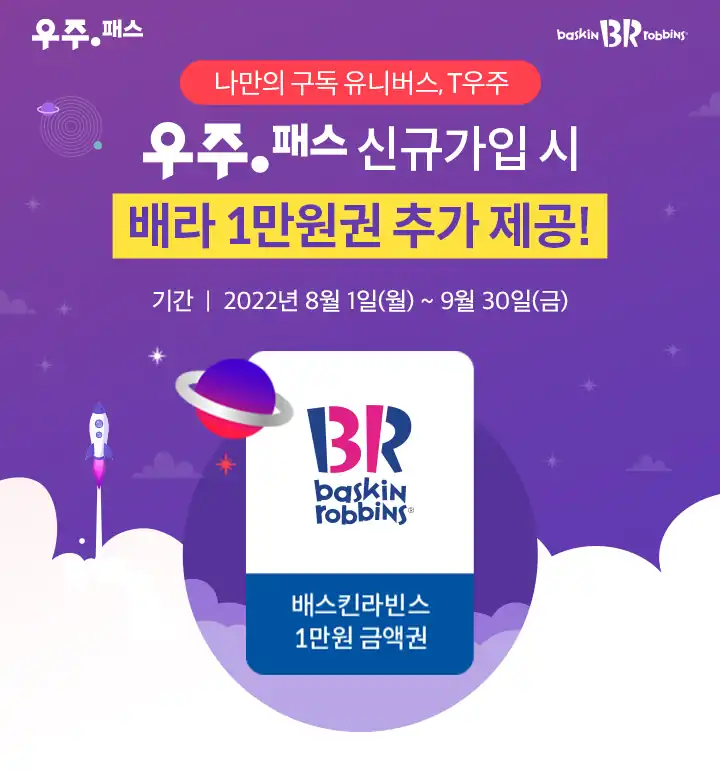 우주.패스
baskin BR robbins®
나만의 구독 유니버스, T우주
우주.패스 신규가입 시
배라 1만원권 추가 제공!
기간 | 2022년 8월 1일(월) ~ 9월 30일(금)
BR
baskin
robbins®
배스킨라빈스
1만원 금액권